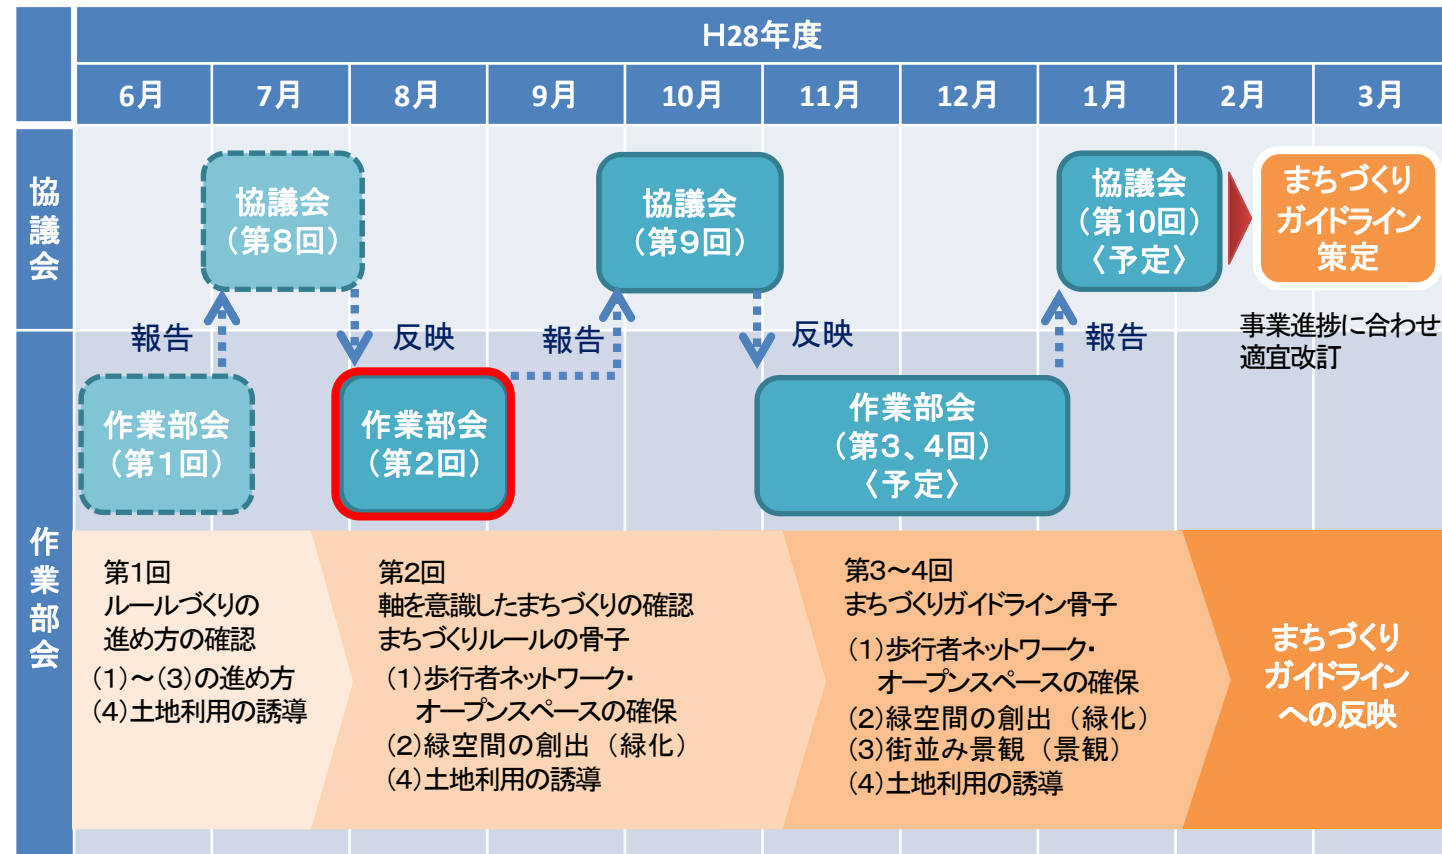 H28年度
6月
7月
8月
9月
10月
11月
12月
1月
2月
3月
協議会
協議会
(第8回)
協議会
(第9回)
協議会
(第10回)
〈予定〉
まちづくり
ガイドライン
策定
事業進捗に合わせ
適宜改訂
報告
反映
報告
反映
報告
作業部会
作業部会
(第1回)
作業部会
(第2回)
作業部会
(第3、4回)
〈予定〉
第1回
ルールづくりの
進め方の確認
(1)～(3)の進め方
(4)土地利用の誘導
第2回
軸を意識したまちづくりの確認
まちづくりルールの骨子
(1)歩行者ネットワーク・
オープンスペースの確保
(2)緑空間の創出（緑化）
(4)土地利用の誘導
第3～4回
まちづくりガイドライン骨子
(1)歩行者ネットワーク・
オープンスペースの確保
(2)緑空間の創出（緑化）
(3)街並み景観（景観）
(4)土地利用の誘導
まちづくり
ガイドライン
への反映